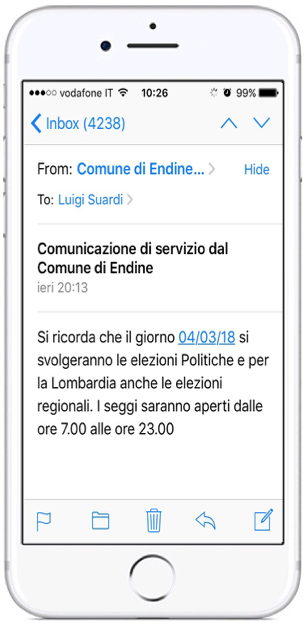 vodafone IT 10:26 99%
Inbox (4238)
From: Comune di Endine... Hide
To: Luigi Suardi
Comunicazione di servizio dal
Comune di Endine
ieri 20:13
Si ricorda che il giorno 04/03/18 si
svolgeranno le elezioni Politiche e per
la Lombardia anche le elezioni
regionali. I seggi saranno aperti dalle
ore 7.00 alle ore 23.00